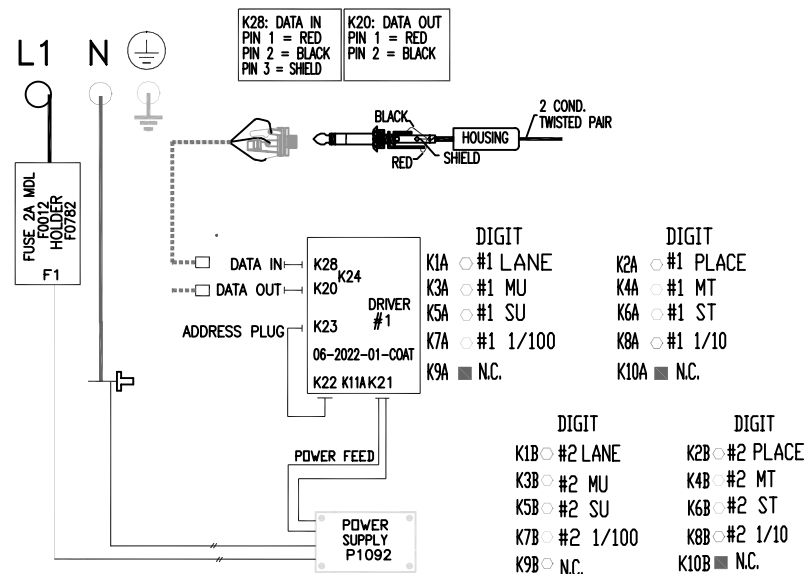 K28: DATA IN
PIN 1 = RED
PIN 2 = BLACK
PIN 3 = SHIELD
K20: DATA OUT
PIN 1 = RED
PIN 2 = BLACK
L1 N
BLACK
RED
SHIELD
HOUSING
2 COND.
TWISTED PAIR
FUSE 2A MDL
F0012
HOLDER
F0782
F1
DATA IN
DATA OUT
ADDRESS PLUG
K28
K24
K20
DRIVER
#1
K23
06-2022-01-COAT
K22 K11A K21
POWER FEED
POWER
SUPPLY
P1092
DIGIT
K1A #1 LANE
K3A #1 MU
K5A #1 SU
K7A #1 1/100
K9A N.C.
DIGIT
K2A #1 PLACE
K4A #1 MT
K6A #1 ST
K8A #1 1/10
K10A N.C.
DIGIT
K1B #2 LANE
K3B #2 MU
K5B #2 SU
K7B #2 1/100
K9B N.C.
DIGIT
K2B #2 PLACE
K4B #2 MT
K6B #2 ST
K8B #2 1/10
K10B N.C.